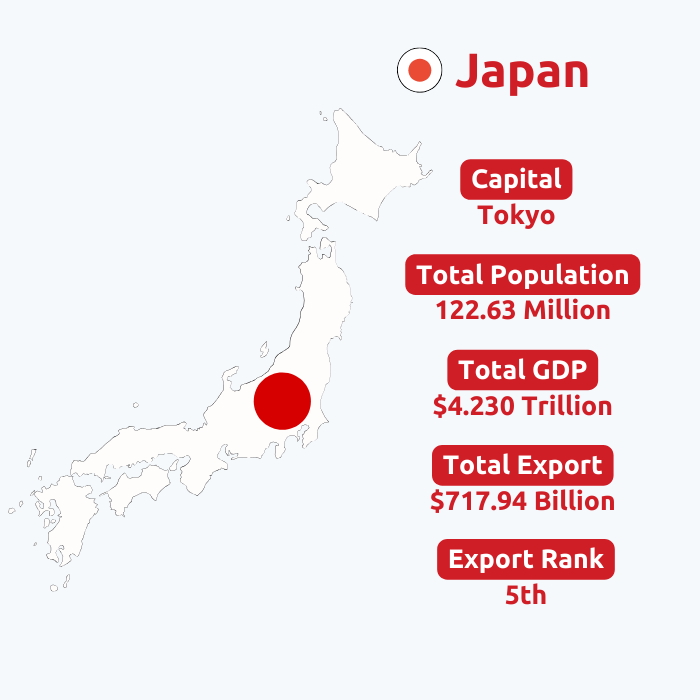 Japan
Capital
Tokyo
Total Population
122.63 Million
Total GDP
$4.230 Trillion
Total Export
$717.94 Billion
Export Rank
5th